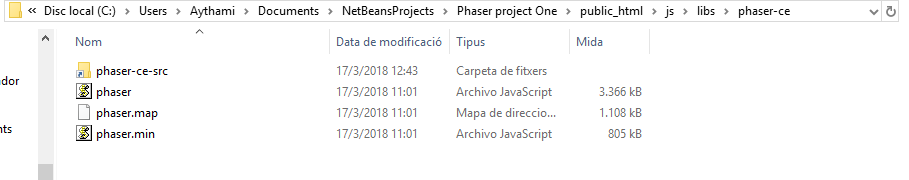 « Disc local (C:) > Users > Aythami > Documents > NetBeansProjects > Phaser project One > public_html > js > libs > phaser-ce
Nom Data de modificació Tipus Mida
phaser-ce-src 17/3/2018 12:43 Carpeta de fitxers
phaser 17/3/2018 11:01 Archivo JavaScript 3.366 kB
phaser.map 17/3/2018 11:01 Mapa de direccio... 1.108 kB
phaser.min 17/3/2018 11:01 Archivo JavaScript 805 kB
ador
nts